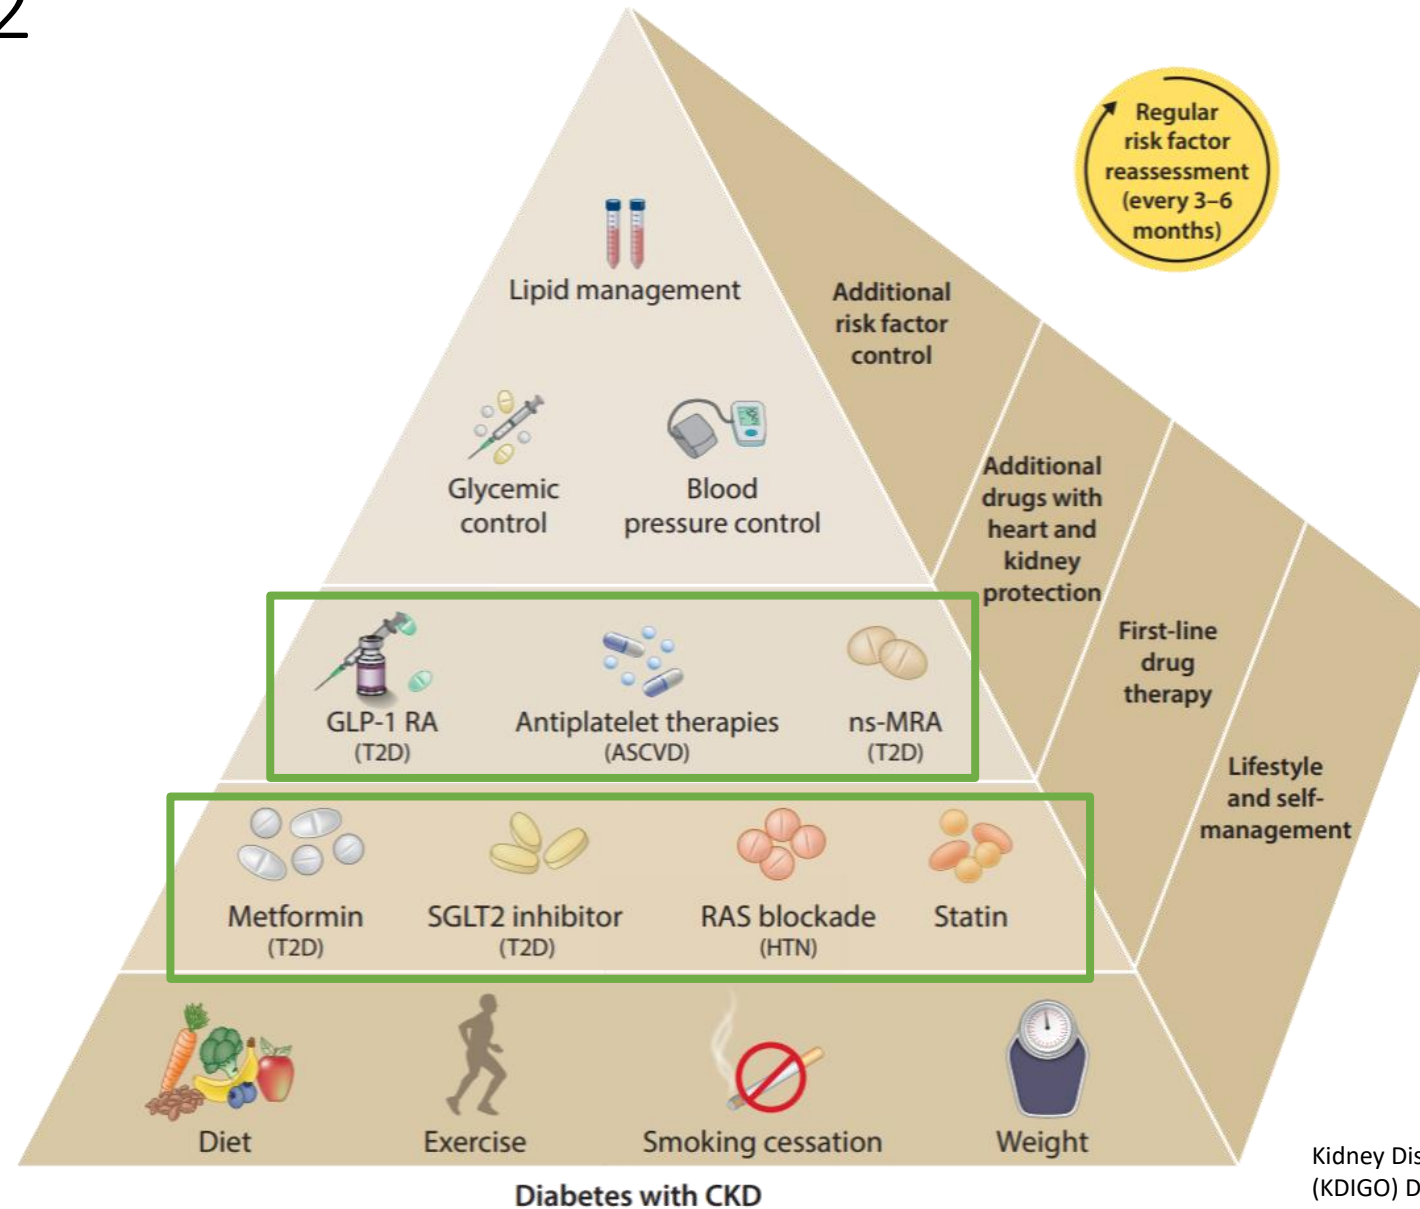 2
Regular
risk factor
reassessment
(every 3–6
months)
Lipid management
Additional
risk factor
control
Glycemic
control
Blood
pressure control
Additional
drugs with
heart and
kidney
protection
GLP-1 RA
(T2D)
Antiplatelet therapies
(ASCVD)
ns-MRA
(T2D)
First-line
drug
therapy
Metformin
(T2D)
SGLT2 inhibitor
(T2D)
RAS blockade
(HTN)
Statin
Lifestyle
and self-
management
Diet
Exercise
Smoking cessation
Weight
Diabetes with CKD
Kidney Dis
(KDIGO) D